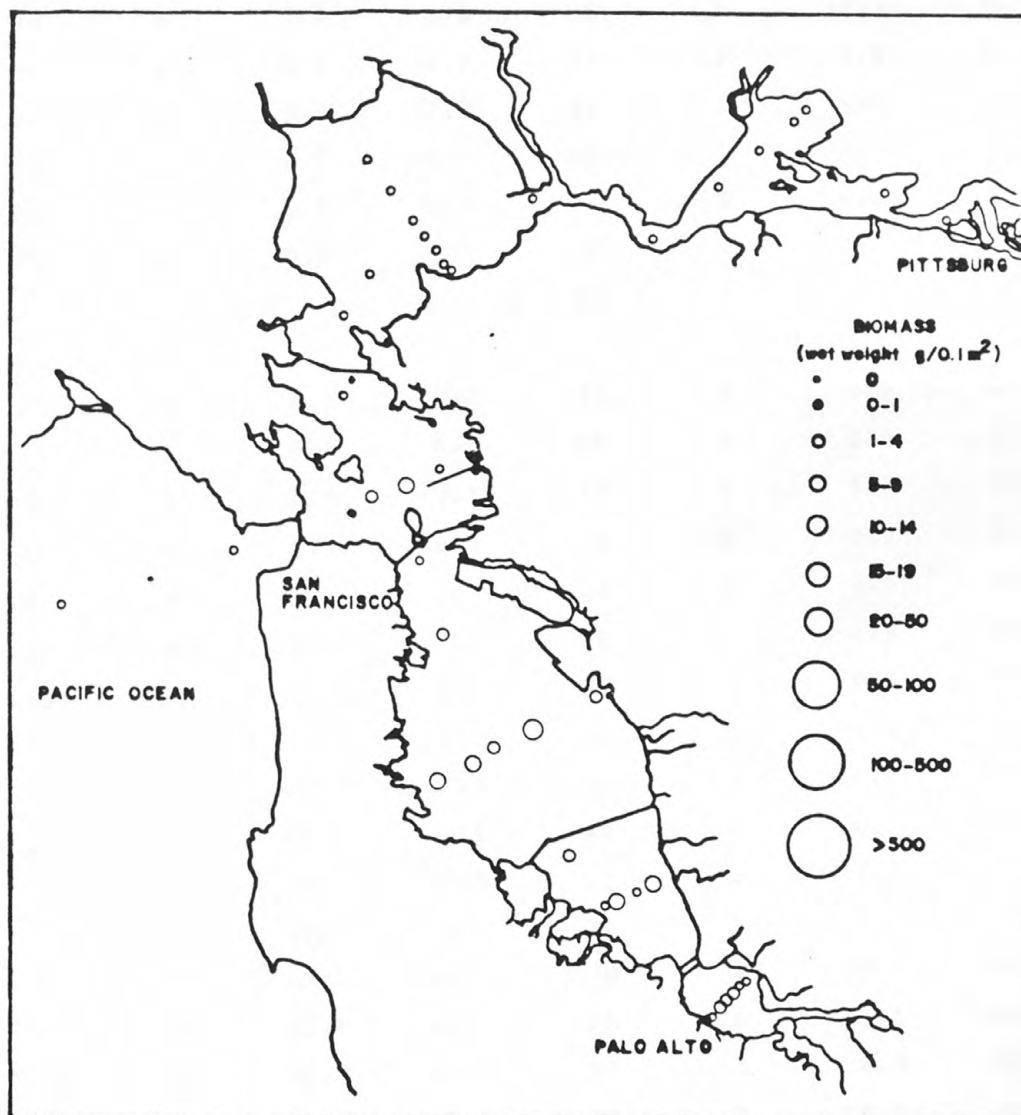 PITTSBURG
BIOMASS
(wet weight g/0.1m²)
0
0-1
1-4
5-9
10-14
15-19
20-50
50-100
100-500
>500
SAN
FRANCISCO
PACIFIC OCEAN
PALO ALTO